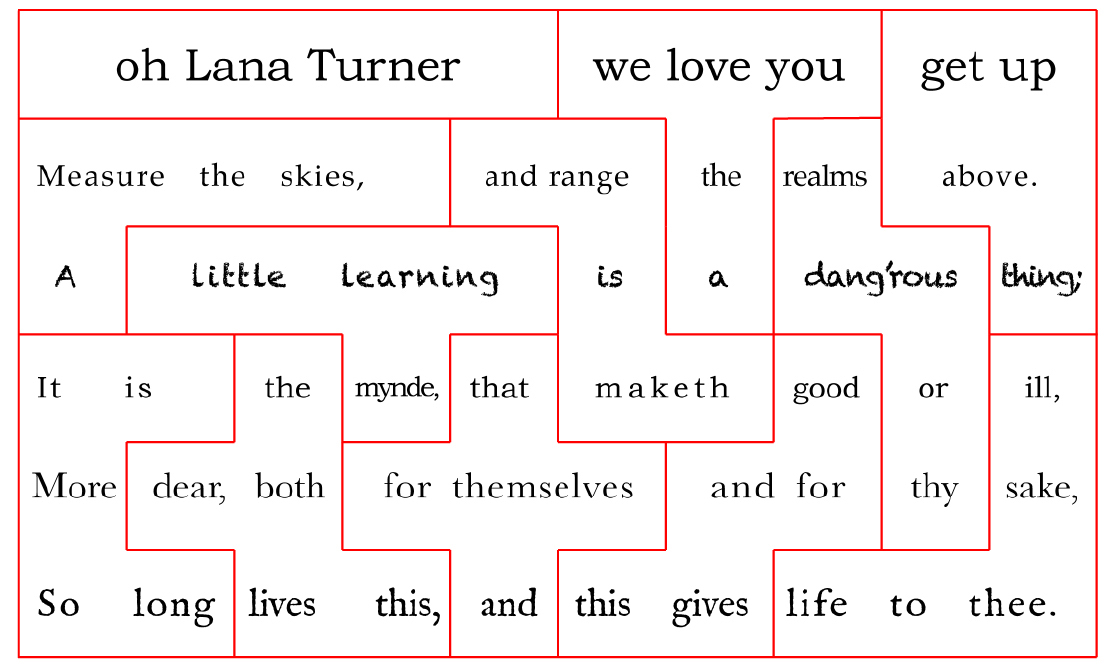 oh Lana Turner we love you get up
Measure the skies, and range the realms above.
A little learning is a dang'rous thing;
It is the mynde, that maketh good or ill,
More dear, both for themselves and for thy sake,
So long lives this, and this gives life to thee.